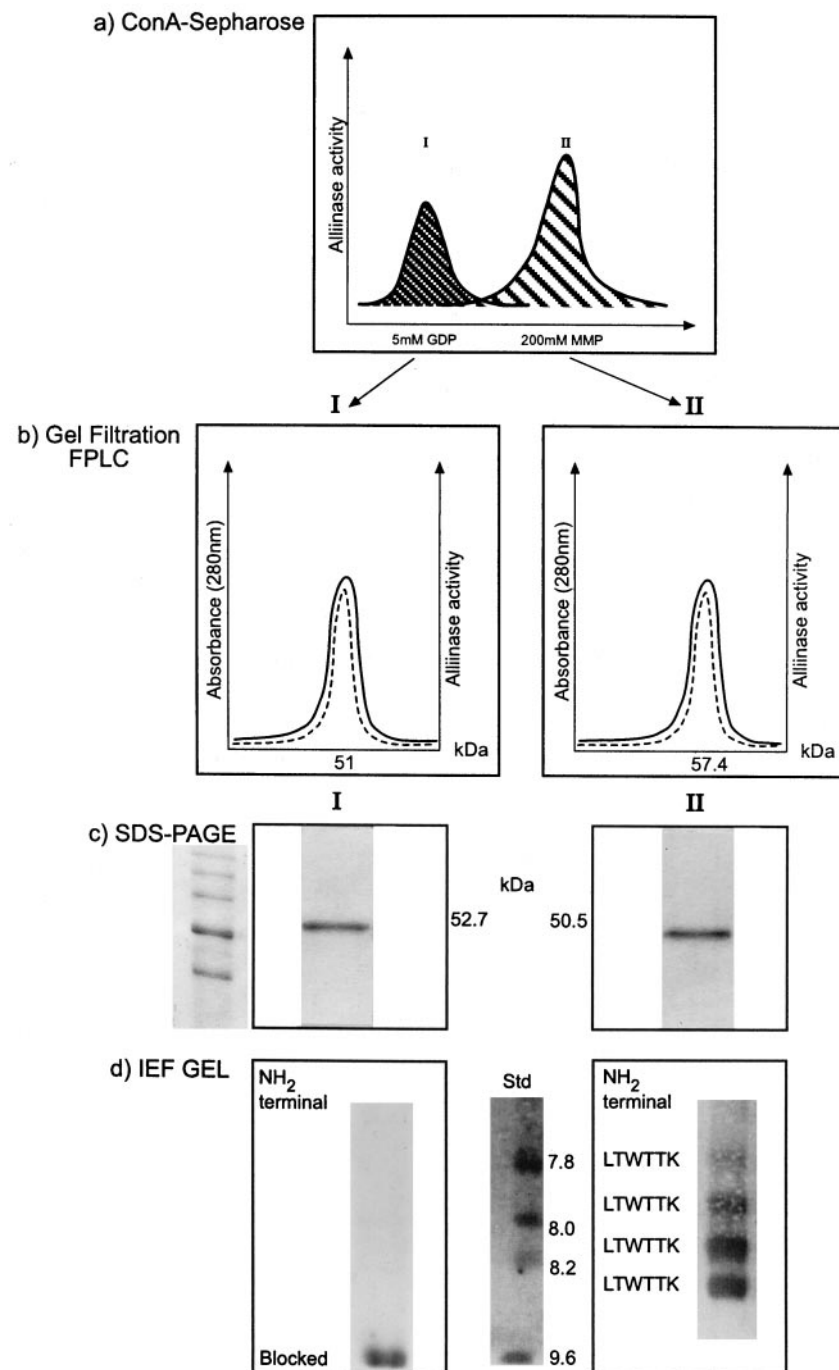 a) ConA-Sepharose
Alliinase activity
I
II
5mM GDP
200mM MMP
I
II
b) Gel Filtration
FPLC
Absorbance (280nm)
Alliinase activity
51
kDa
Absorbance (280nm)
Alliinase activity
57.4
kDa
I
II
c) SDS-PAGE
52.7
kDa
50.5
d) IEF GEL
NH2
terminal
Blocked
Std
7.8
8.0
8.2
9.6
NH2
terminal
LTWTTK
LTWTTK
LTWTTK
LTWTTK